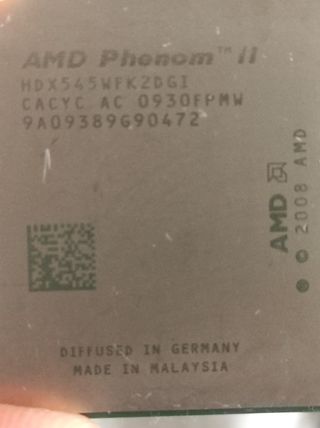 AMD Phenom™ II
HDX545WFK2DGI
CACYC AC 0930FPMW
9A09389G90472
AMD
© 2008 AMD
DIFFUSED IN GERMANY
MADE IN MALAYSIA